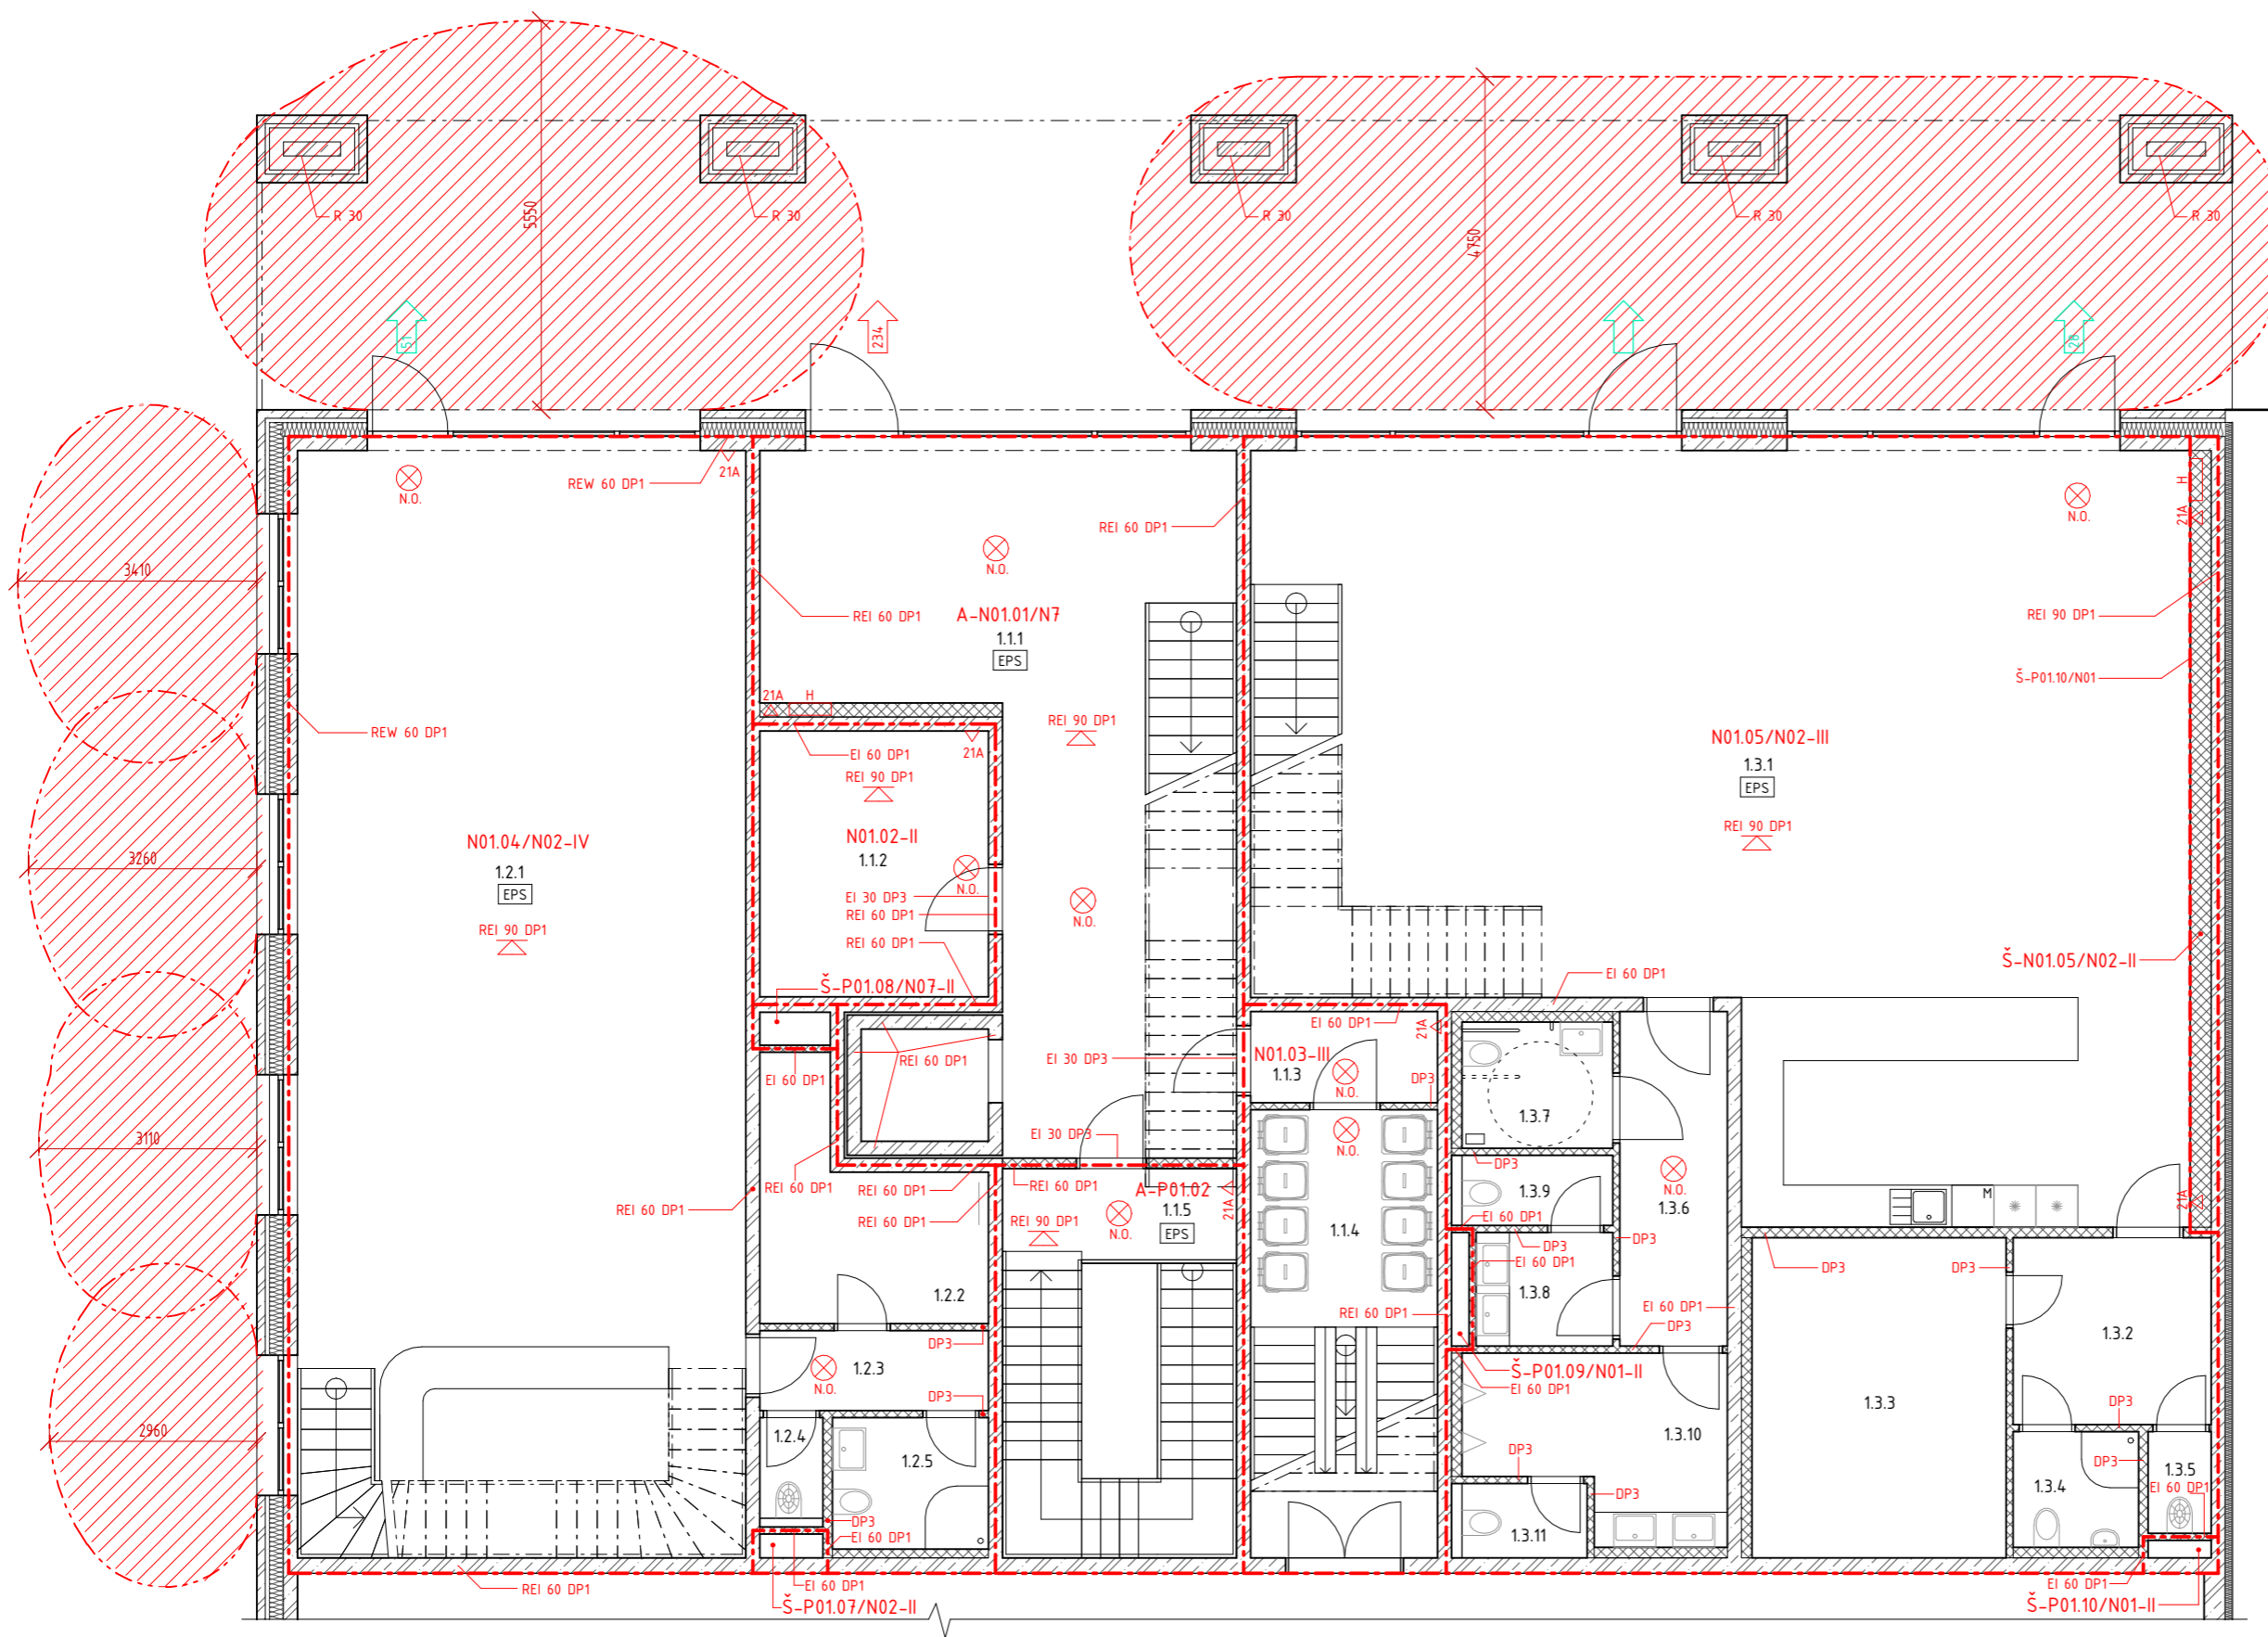 5550
4750
R 30
R 30
R 30
R 30
R 30
51
234
28
21A
REW 60 DP1
N.O.
N.O.
H
21A
REI 60 DP1
N.O.
3410
REI 60 DP1
A-N01.01/N7
1.1.1
EPS
REI 90 DP1
Š-P01.10/N01
21A H
REW 60 DP1
REI 90 DP1
21A
EI 60 DP1
REI 90 DP1
N01.05/N02-III
1.3.1
EPS
REI 90 DP1
N01.04/N02-IV
1.2.1
EPS
REI 90 DP1
3260
N01.02-II
1.1.2
N.O.
EI 30 DP3
REI 60 DP1
REI 60 DP1
N.O.
Š-P01.08/N07-II
Š-N01.05/N02-II
EI 60 DP1
EI 60 DP1
21A
REI 60 DP1
EI 30 DP3
N01.03-III
1.1.3
N.O.
EI 60 DP1
DP3
1.3.7
3110
EI 30 DP3
N.O.
REI 60 DP1
REI 60 DP1
REI 60 DP1
REI 60 DP1
REI 60 DP1
A-P01.02
1.1.5
EPS
21A
REI 90 DP1
N.O.
1.1.4
DP3
1.3.9
N.O.
1.3.6
M
21A
EI 60 DP1
DP3
DP3
EI 60 DP1
DP3
DP3
1.2.2
1.3.8
REI 60 DP1
EI 60 DP1
DP3
1.3.2
DP3
1.2.3
N.O.
Š-P01.09/N01-II
EI 60 DP1
DP3
1.3.3
DP3
2960
1.2.4
1.2.5
1.3.10
DP3
DP3
1.3.5
1.3.4
EI 60 DP1
DP3
DP3
EI 60 DP1
1.3.11
REI 60 DP1
EI 60 DP1
Š-P01.07/N02-II
EI 60 DP1
Š-P01.10/N01-II